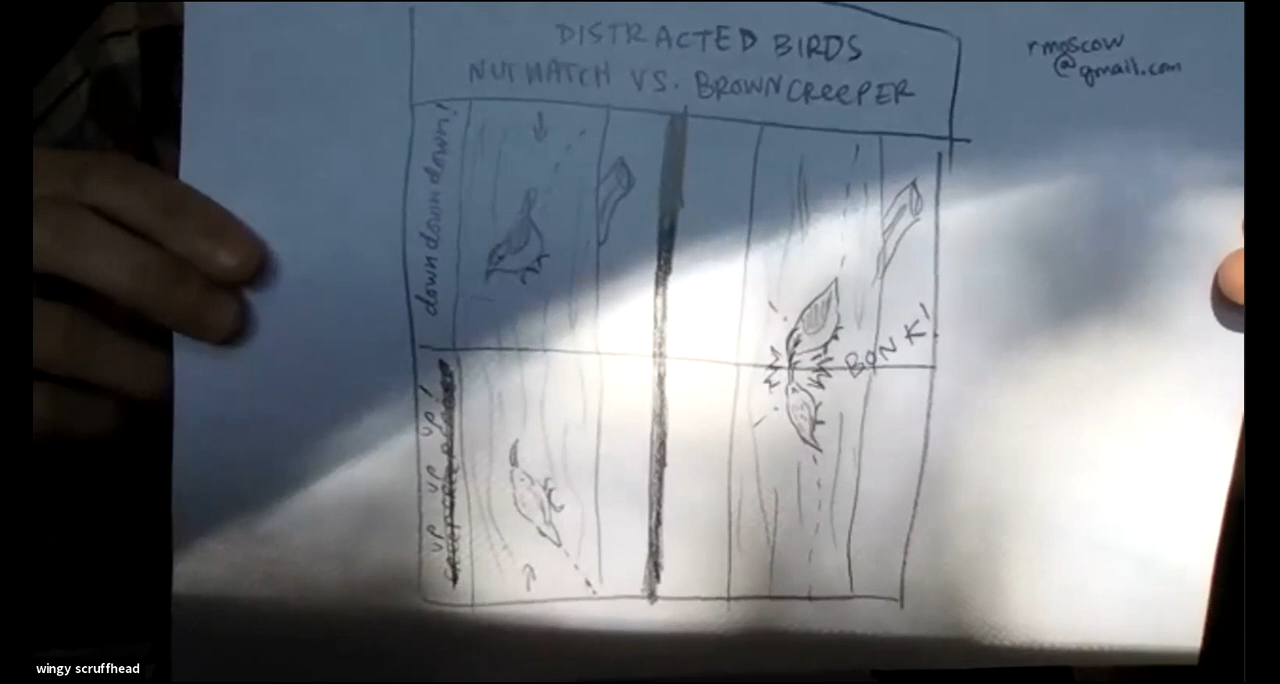 DISTRACTED BIRDS
NUTHATCH VS. BROWN CREEPER
rmoscow
@gmail.com
down down down!
up up up!
BONK!
wingy scruffhead